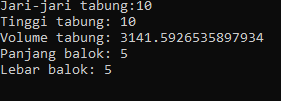 Jari-jari tabung:10
Tinggi tabung: 10
Volume tabung: 3141.5926535897934
Panjang balok: 5
Lebar balok: 5